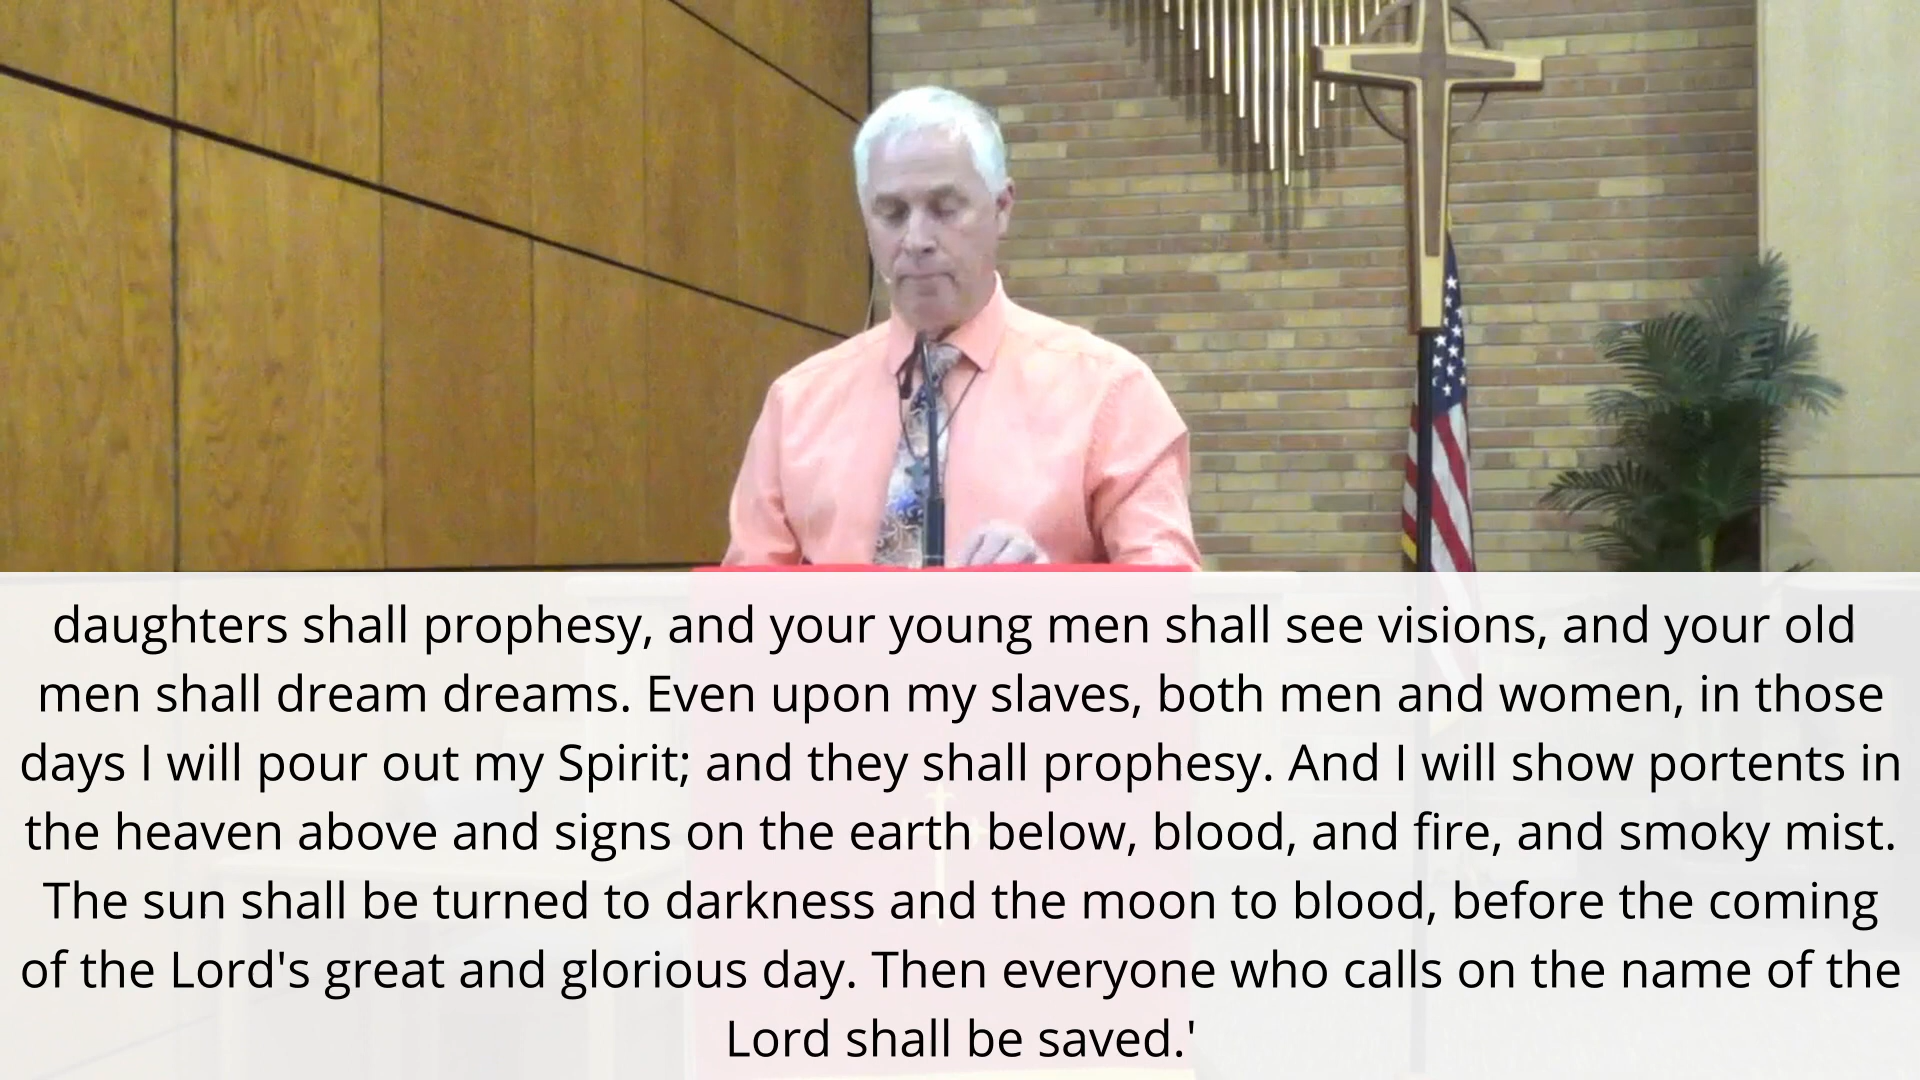 daughters shall prophesy, and your young men shall see visions, and your old
men shall dream dreams. Even upon my slaves, both men and women, in those
days I will pour out my Spirit; and they shall prophesy. And I will show portents in
the heaven above and signs on the earth below, blood, and fire, and smoky mist.
The sun shall be turned to darkness and the moon to blood, before the coming
of the Lord's great and glorious day. Then everyone who calls on the name of the
Lord shall be saved.'